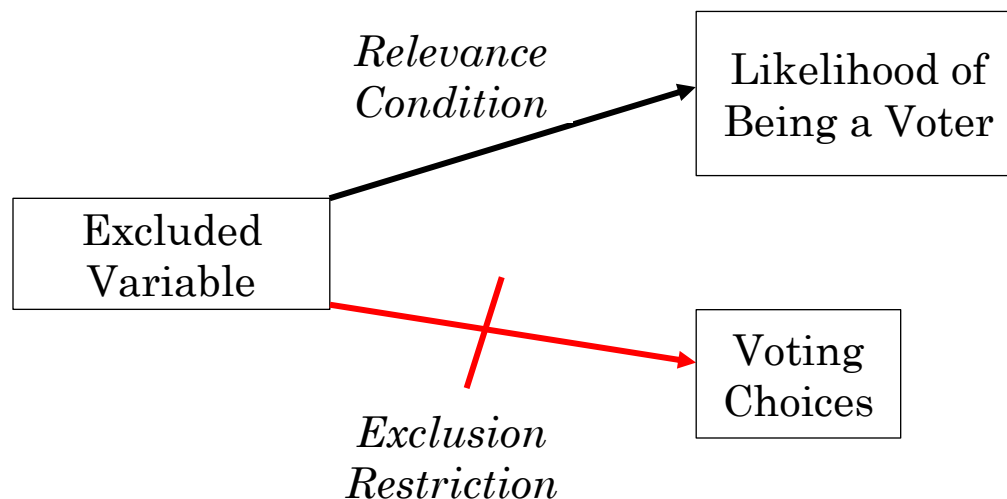 Relevance
Condition
Likelihood of
Being a Voter
Excluded
Variable
Voting
Choices
Exclusion
Restriction